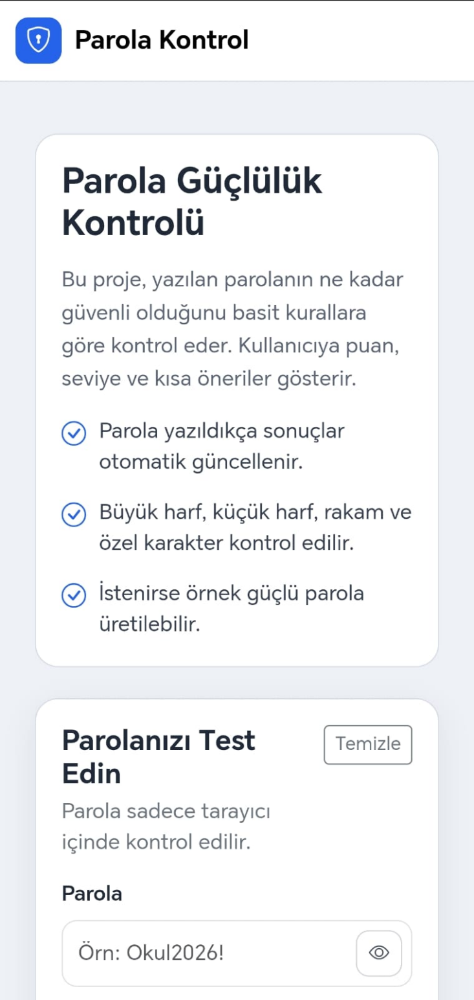 Parola Kontrol
Parola Güçlülük
Kontrolü
Bu proje, yazılan parolanın ne kadar
güvenli olduğunu basit kurallara
göre kontrol eder. Kullanıcıya puan,
seviye ve kısa öneriler gösterir.
Parola yazıldıkça sonuçlar
otomatik güncellenir.
Büyük harf, küçük harf, rakam ve
özel karakter kontrol edilir.
İstenirse örnek güçlü parola
üretilebilir.
Parolanızı Test
Edin
Temizle
Parola sadece tarayıcı
içinde kontrol edilir.
Parola
Örn: Okul2026!